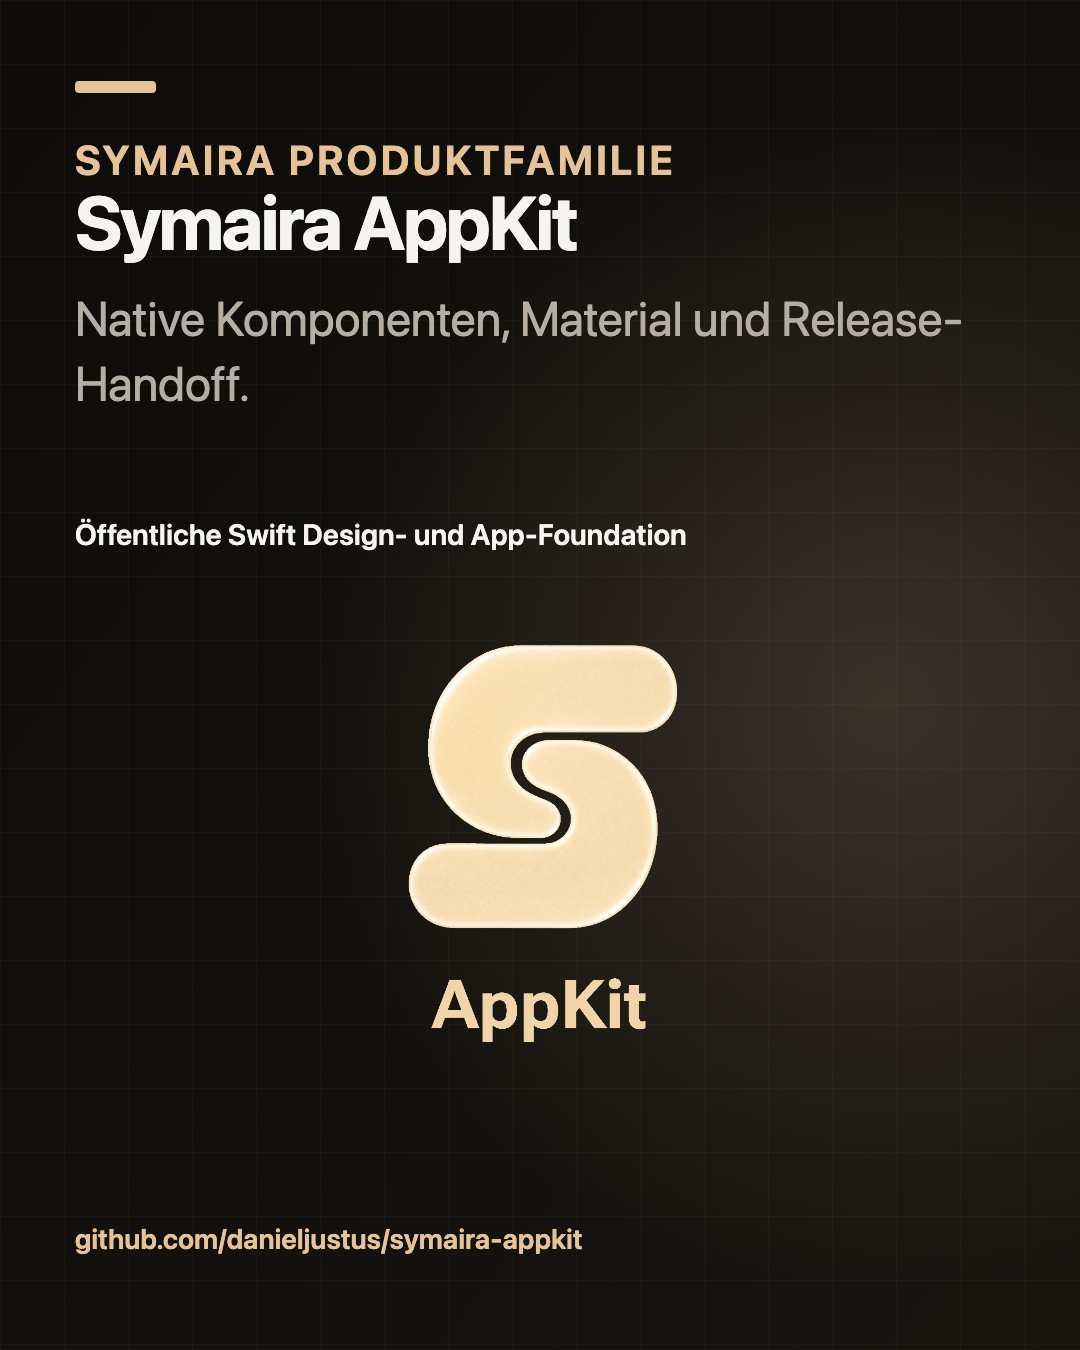 SYMAIRA PRODUKTFAMILIE
Symaira AppKit
Native Komponenten, Material und Release-
Handoff.
Öffentliche Swift Design- und App-Foundation
AppKit
github.com/danieljustus/symaira-appkit